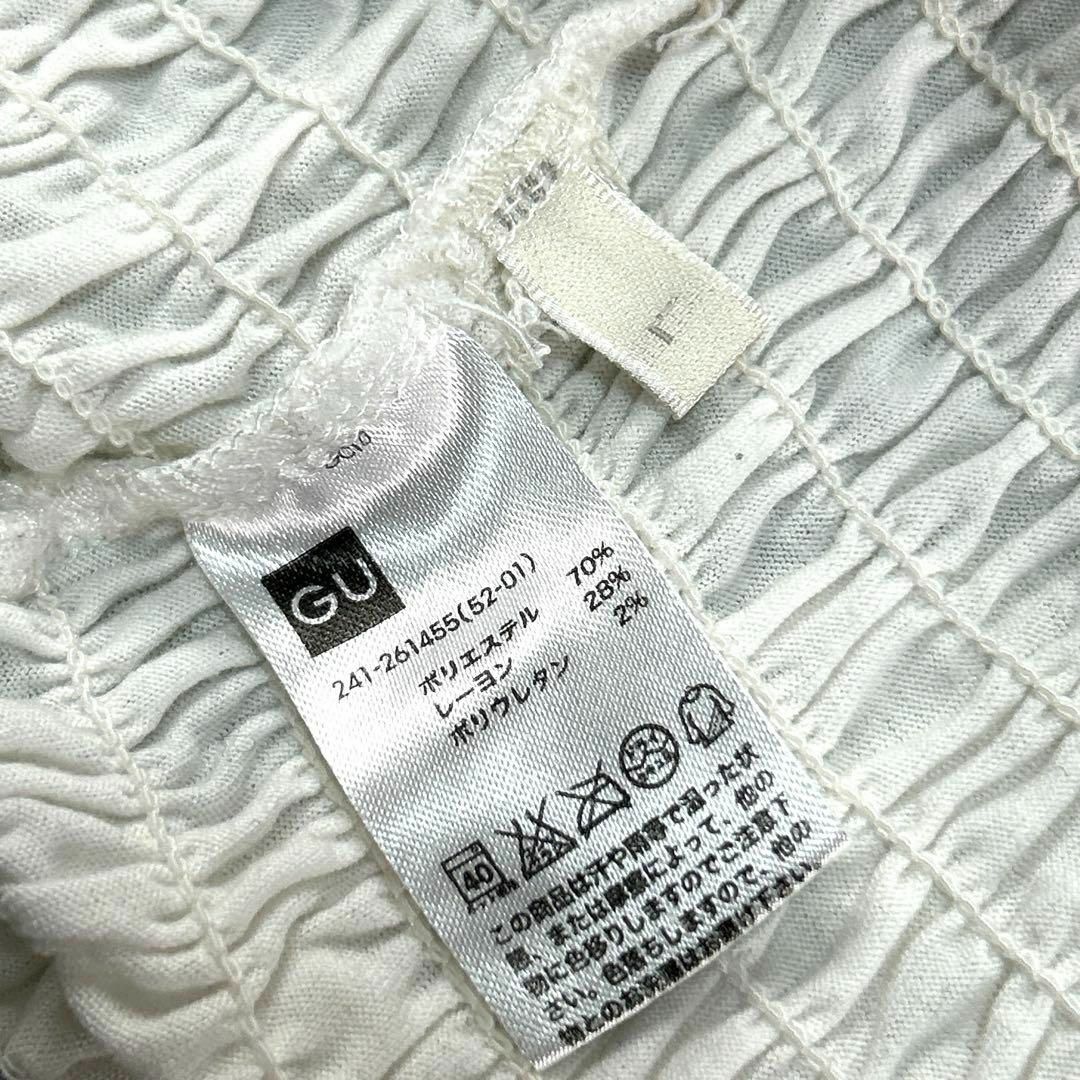 L
GU
241-261455(52-01)
ポリエステル 70%
レーヨン 28%
ポリウレタン 2%
40
この商品は汗や雨等で湿った状
態、または摩擦によって、他の
物に色移りしますのでご注意下
さい。色落ちしますので、他の
物とのお洗濯はお避け下さい。